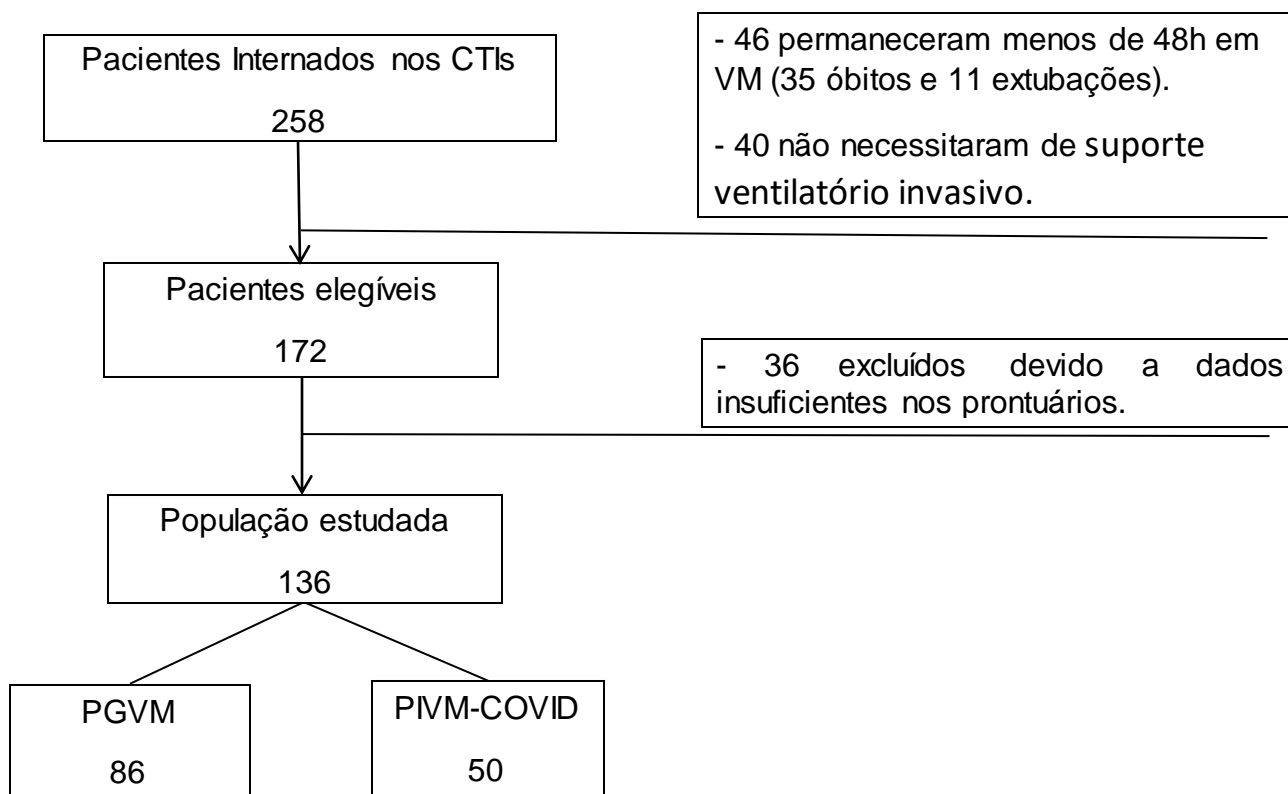 Pacientes Internados nos CTIs
258
- 46 permaneceram menos de 48h em
VM (35 óbitos e 11 extubações).
- 40 não necessitaram de suporte
ventilatório invasivo.
Pacientes elegíveis
172
- 36 excluídos devido a dados
insuficientes nos prontuários.
População estudada
136
PGVM
86
PIVM-COVID
50